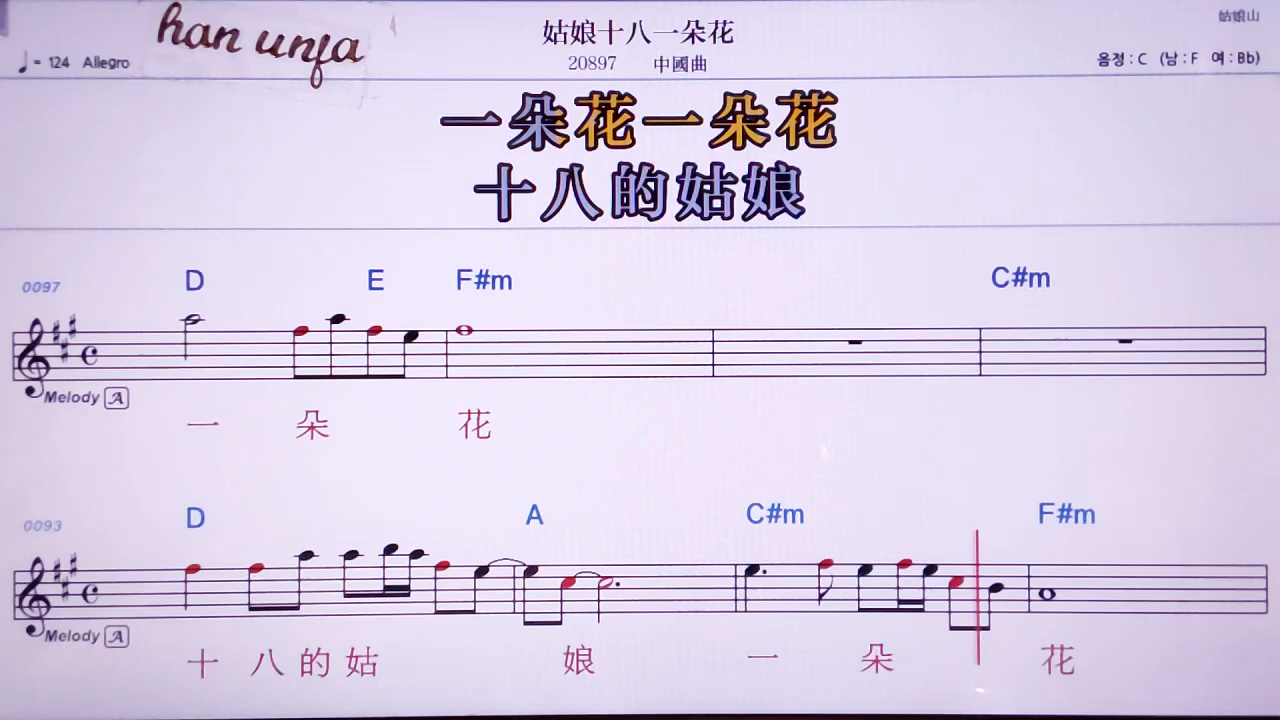 han unfa
姑娘十八一朵花
姑娘山
♩= 124 Allegro
20897 中國曲
음정 : C (남 : F 여 : Bb)
一朵花一朵花
十八的姑娘
0097 D E F#m C#m
Melody A
一 朵 花
0093 D A C#m F#m
Melody A
十 八 的 姑 娘 一 朵 花